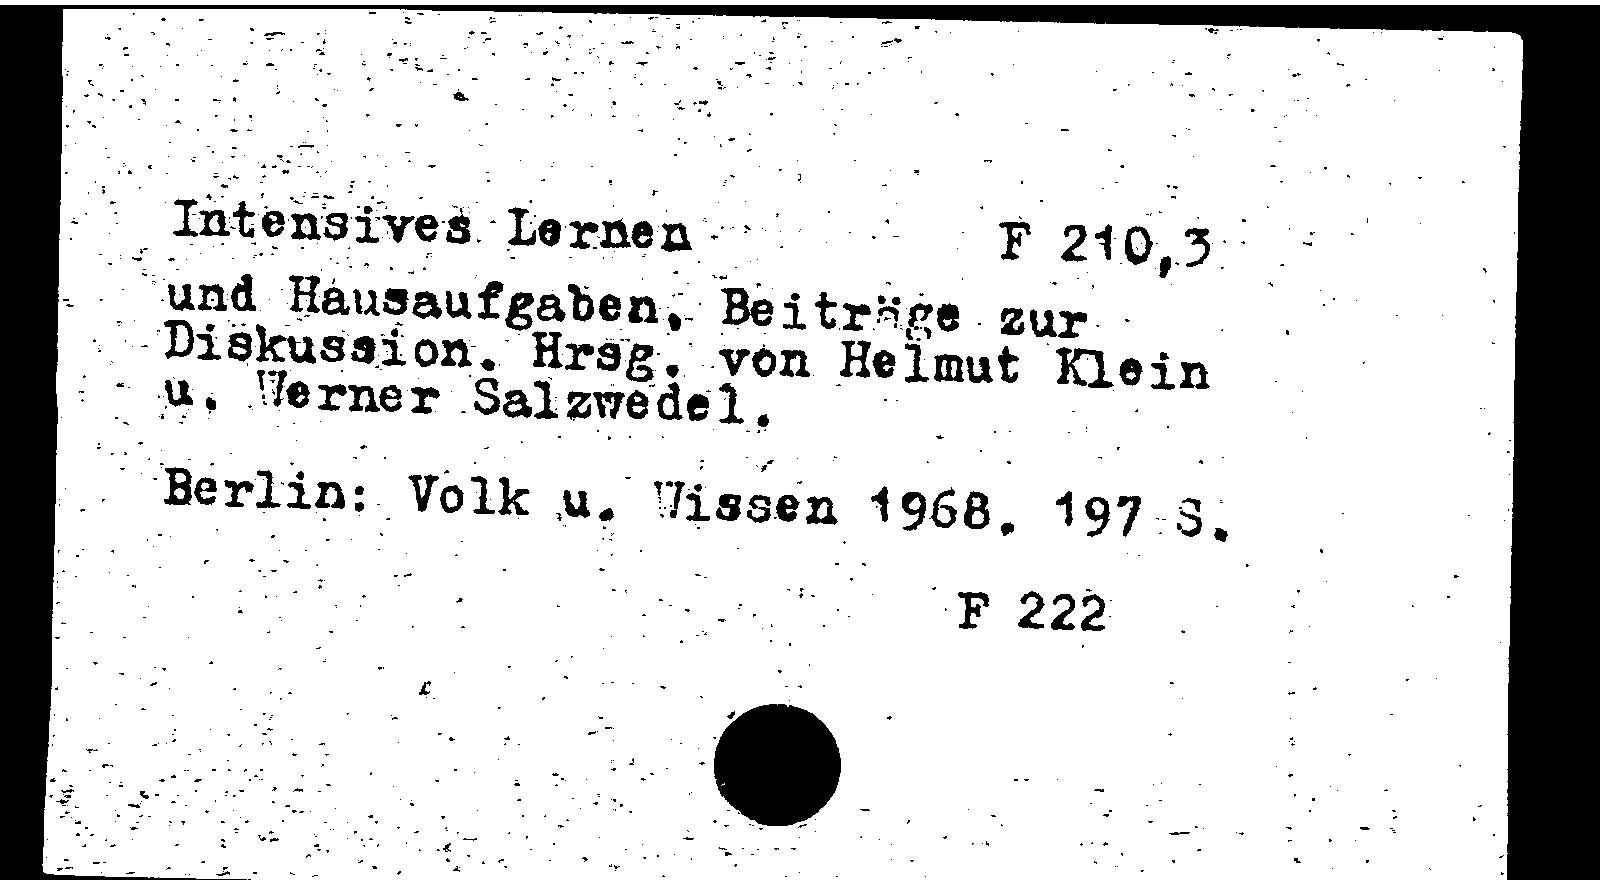 Intensives Lernen F 210,3
und Hausaufgaben. Beiträge zur
Diskussion. Hrsg. von Helmut Klein
u. Werner Salzwedel.
Berlin: Volk u. Wissen 1968. 197 S.
F 222